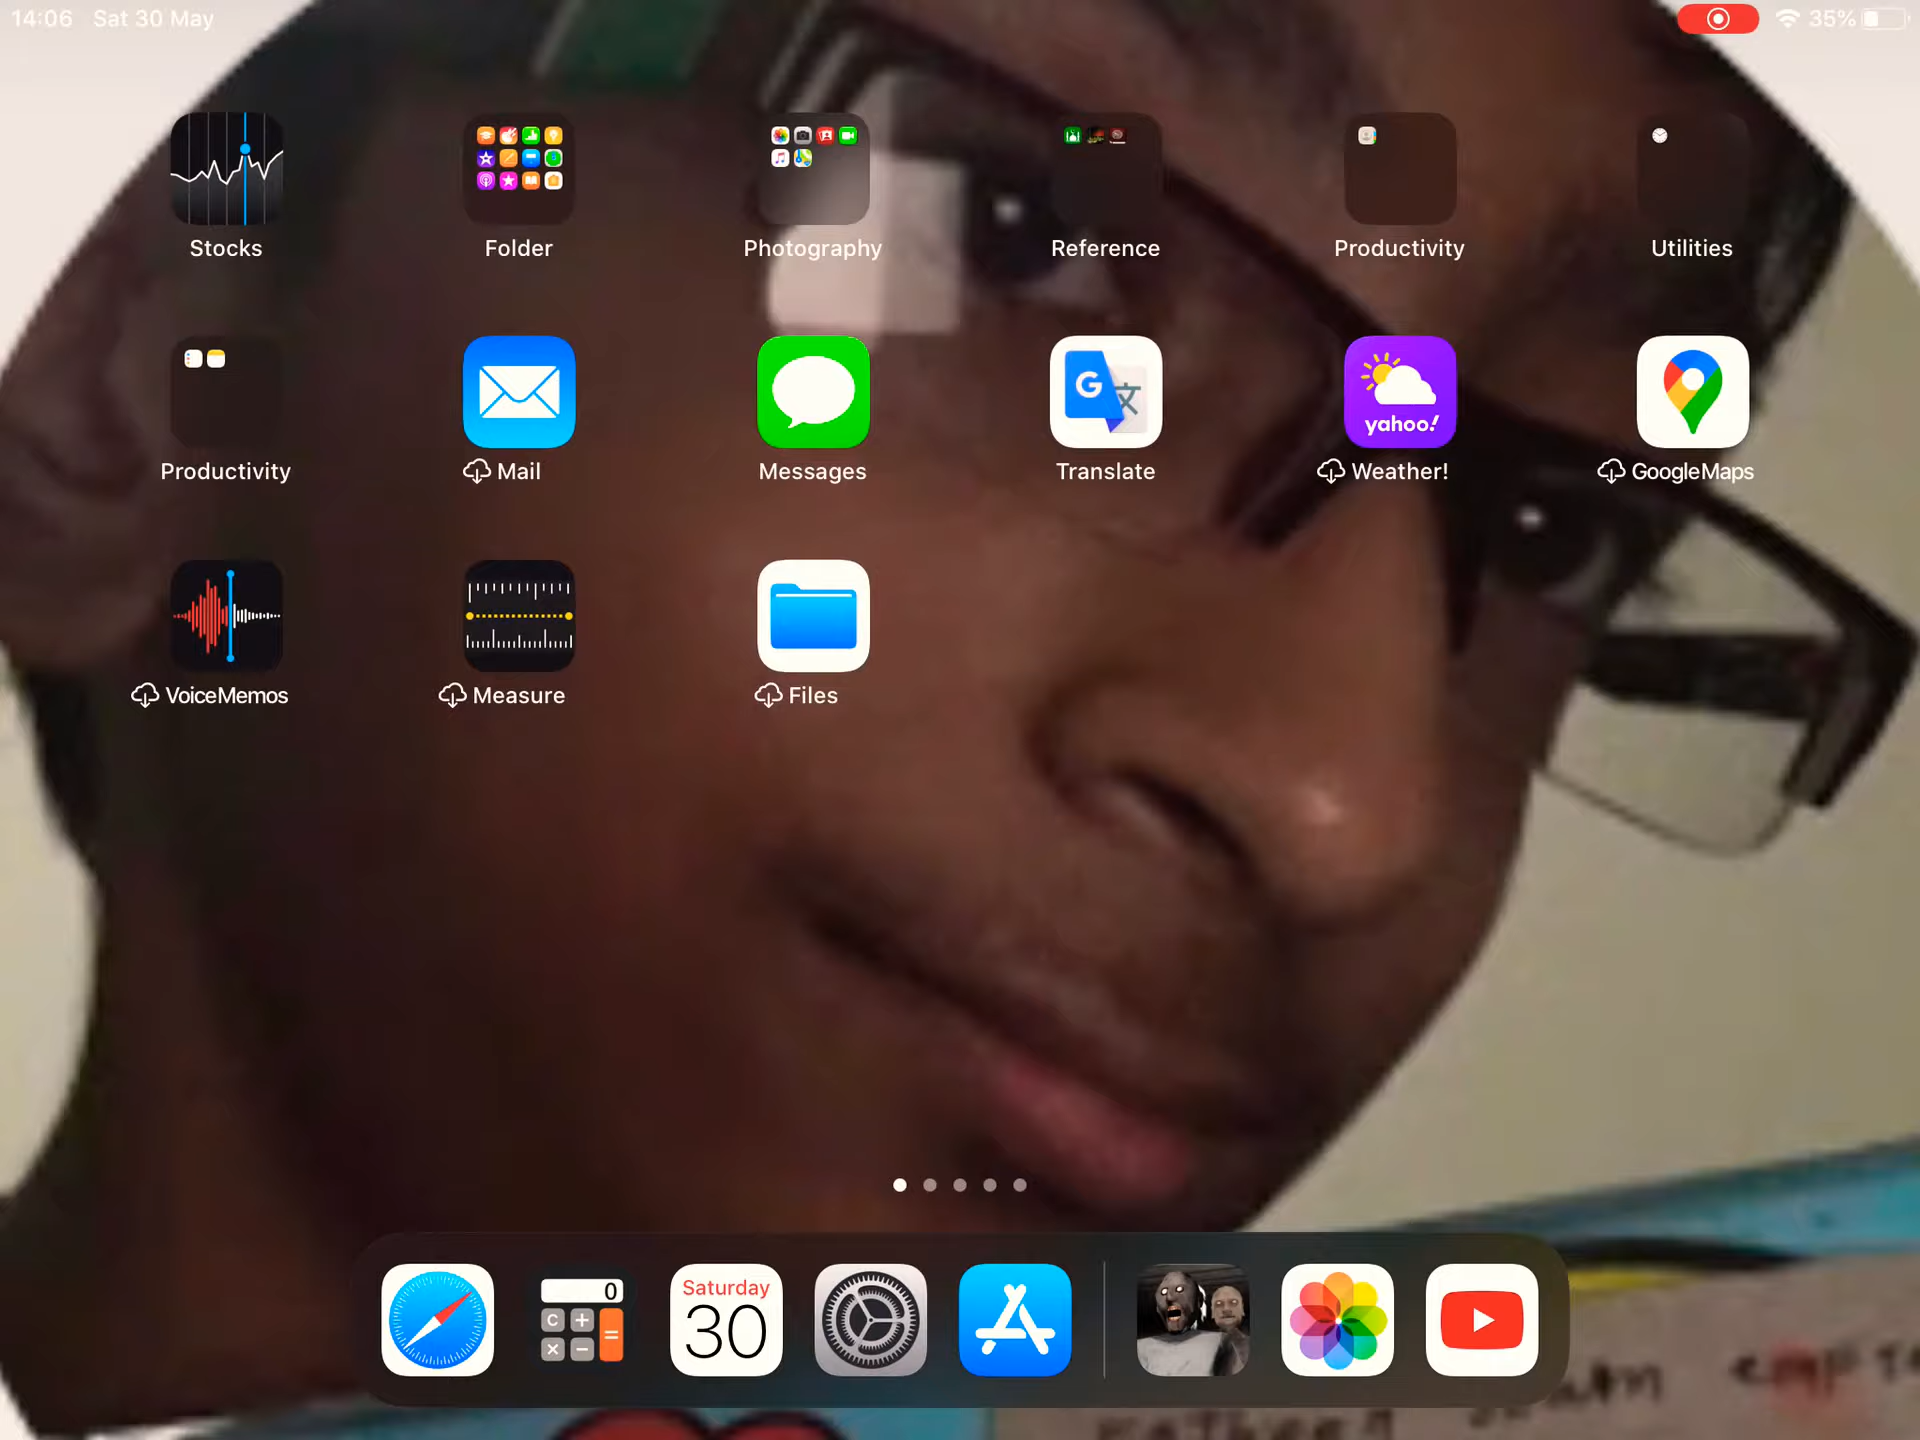 14:06 Sat 30 May 35%
Stocks Folder Photography Reference Productivity Utilities
yahoo!
Productivity Mail Messages Translate Weather! GoogleMaps
VoiceMemos Measure Files
0
C +
× − =
Saturday
30